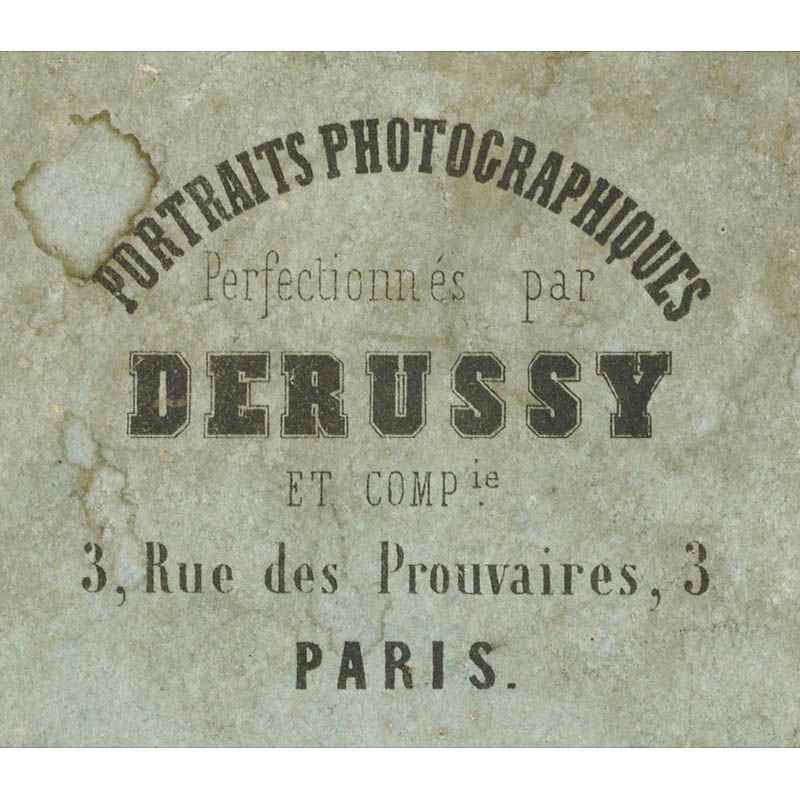 PORTRAITS PHOTOGRAPHIQUES
Perfectionnés par
DERUSSY
ET COMPie.
3, Rue des Prouvaires, 3
PARIS.